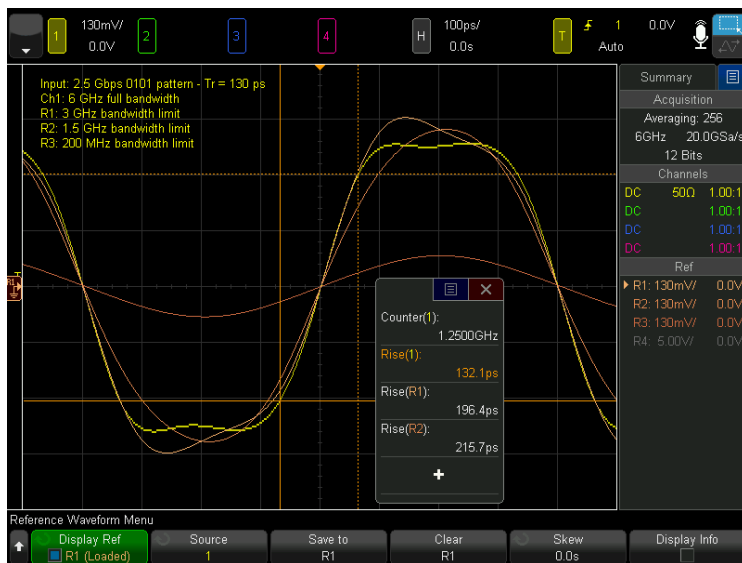 1
130mV/
0.0V
2
3
4
H
100ps/
0.0s
T
1
0.0V
Auto
Input: 2.5 Gbps 0101 pattern - Tr = 130 ps
Ch1: 6 GHz full bandwidth
R1: 3 GHz bandwidth limit
R2: 1.5 GHz bandwidth limit
R3: 200 MHz bandwidth limit
T
R1
Summary
Acquisition
Averaging: 256
6GHz 20.0GSa/s
12 Bits
Channels
DC 50Ω 1.00:1
DC 1.00:1
DC 1.00:1
DC 1.00:1
Ref
R1: 130mV/ 0.0V
R2: 130mV/ 0.0V
R3: 130mV/ 0.0V
R4: 5.00V/ 0.0V
Counter(1):
1.2500GHz
Rise(1):
132.1ps
Rise(R1):
196.4ps
Rise(R2):
215.7ps
+
Reference Waveform Menu
Display Ref
R1 (Loaded)
Source
1
Save to
R1
Clear
R1
Skew
0.0s
Display Info